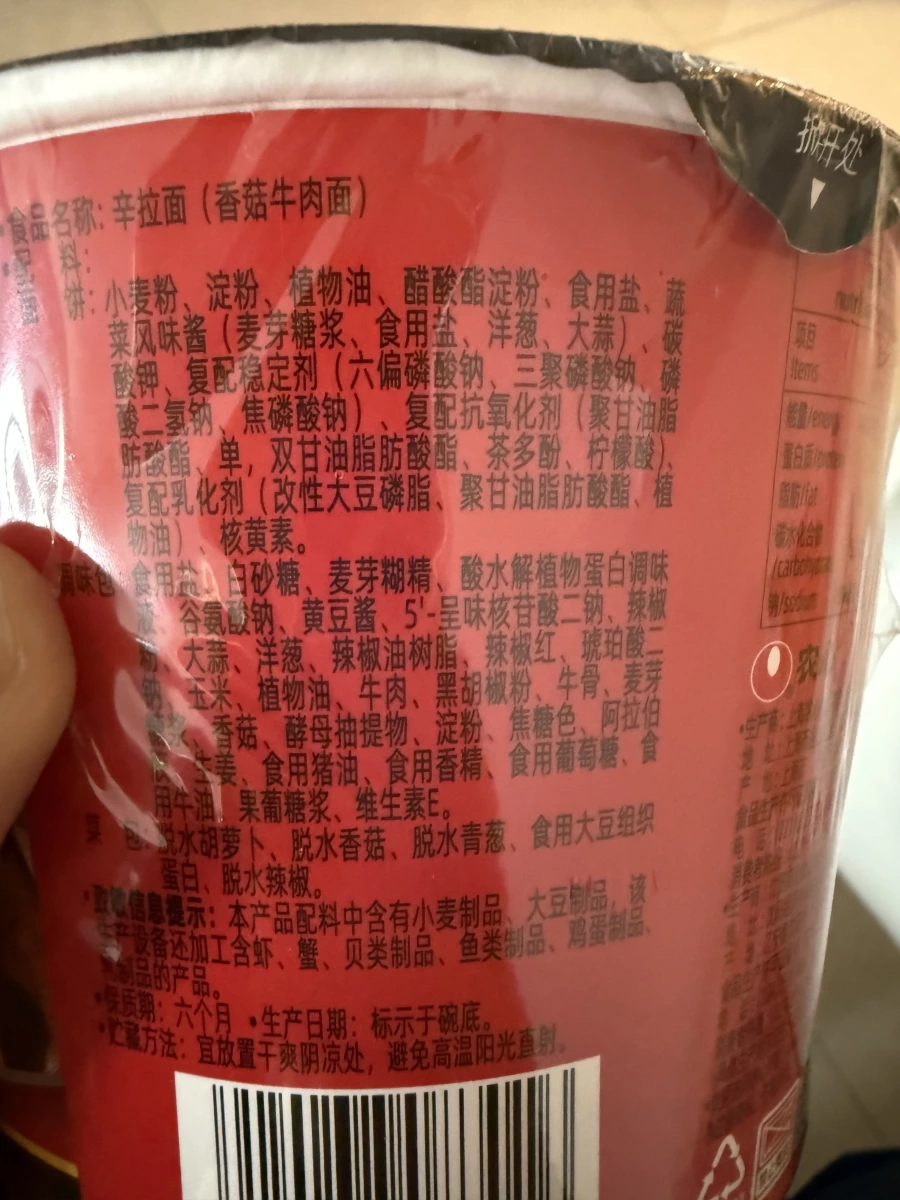 掀开处
•食品名称：辛拉面（香菇牛肉面）
•配 料：
面 饼：小麦粉、淀粉、植物油、醋酸酯淀粉、食用盐、蔬
菜风味酱（麦芽糖浆、食用盐、洋葱、大蒜）、碳
酸钾、复配稳定剂（六偏磷酸钠、三聚磷酸钠、磷
酸二氢钠、焦磷酸钠）、复配抗氧化剂（聚甘油脂
肪酸酯、单，双甘油脂肪酸酯、茶多酚、柠檬酸）、
复配乳化剂（改性大豆磷脂、聚甘油脂肪酸酯、植
物油）、核黄素。
调味包：食用盐、白砂糖、麦芽糊精、酸水解植物蛋白调味
液、谷氨酸钠、黄豆酱、5'-呈味核苷酸二钠、辣椒
粉、大蒜、洋葱、辣椒油树脂、辣椒红、琥珀酸二
钠、玉米、植物油、牛肉、黑胡椒粉、牛骨、麦芽
糖浆、香菇、酵母抽提物、淀粉、焦糖色、阿拉伯
生姜、食用猪油、食用香精、食用葡萄糖、食
用牛油、果葡糖浆、维生素E。
菜 包：脱水胡萝卜、脱水香菇、脱水青葱、食用大豆组织
蛋白、脱水辣椒。
•致敏信息提示：本产品配料中含有小麦制品、大豆制品，该
生产设备还加工含虾、蟹、贝类制品、鱼类制品、鸡蛋制品、
制品的产品。
•保质期：六个月 •生产日期：标示于碗底。
•贮藏方法：宜放置干爽阴凉处，避免高温阳光直射。
项目
items
能量/energy
蛋白质/protein
脂肪/fat
碳水化合物
/carbohydrate
钠/sodium
农
•生产商：上海